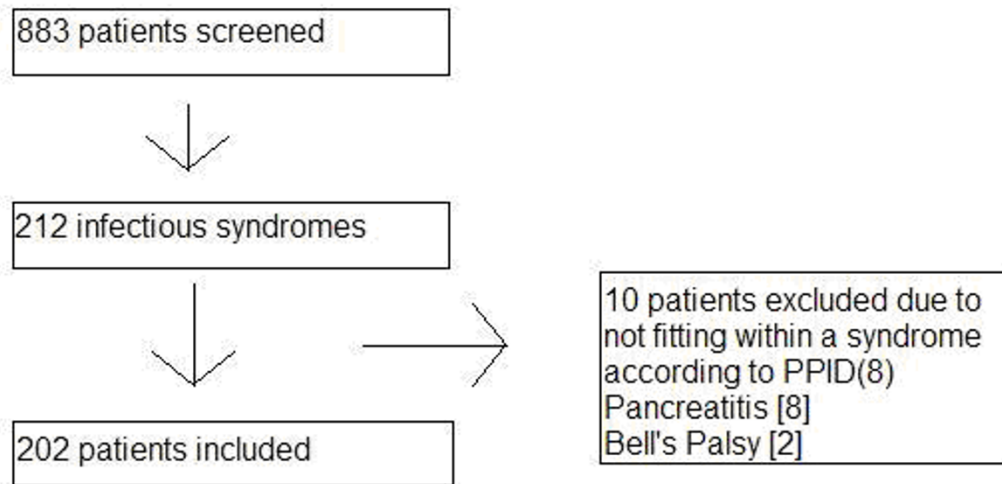 883 patients screened
212 infectious syndromes
10 patients excluded due to
not fitting within a syndrome
according to PPID(8)
Pancreatitis [8]
Bell's Palsy [2]
202 patients included